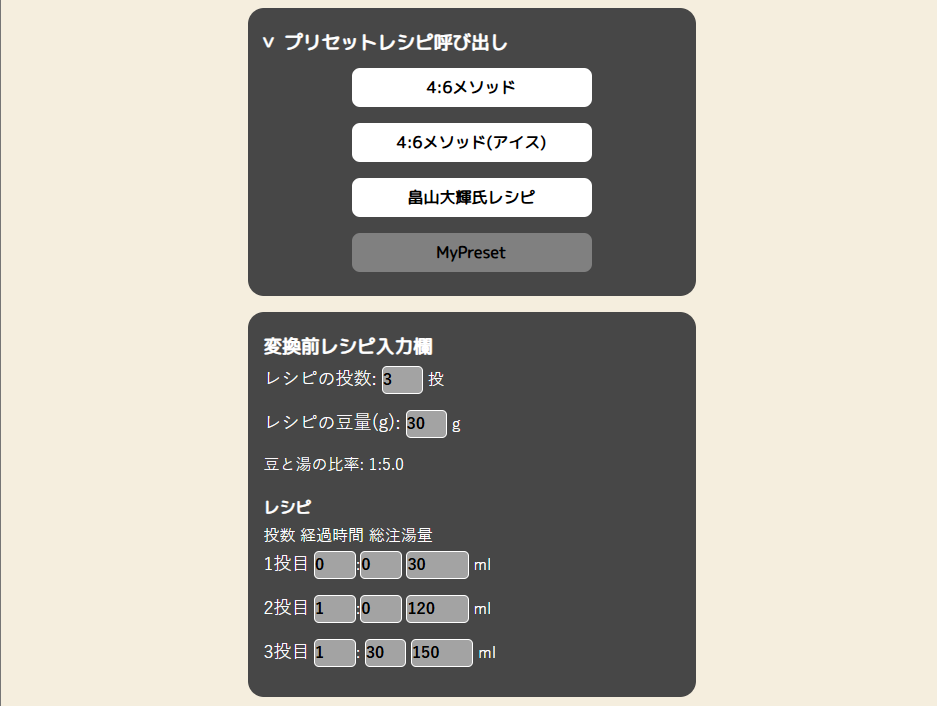 v プリセットレシピ呼び出し
4:6メソッド
4:6メソッド(アイス)
畠山大輝氏レシピ
MyPreset
変換前レシピ入力欄
レシピの投数: 3 投
レシピの豆量(g): 30 g
豆と湯の比率: 1:5.0
レシピ
投数 経過時間 総注湯量
1投目 0 : 0 30 ml
2投目 1 : 0 120 ml
3投目 1 : 30 150 ml